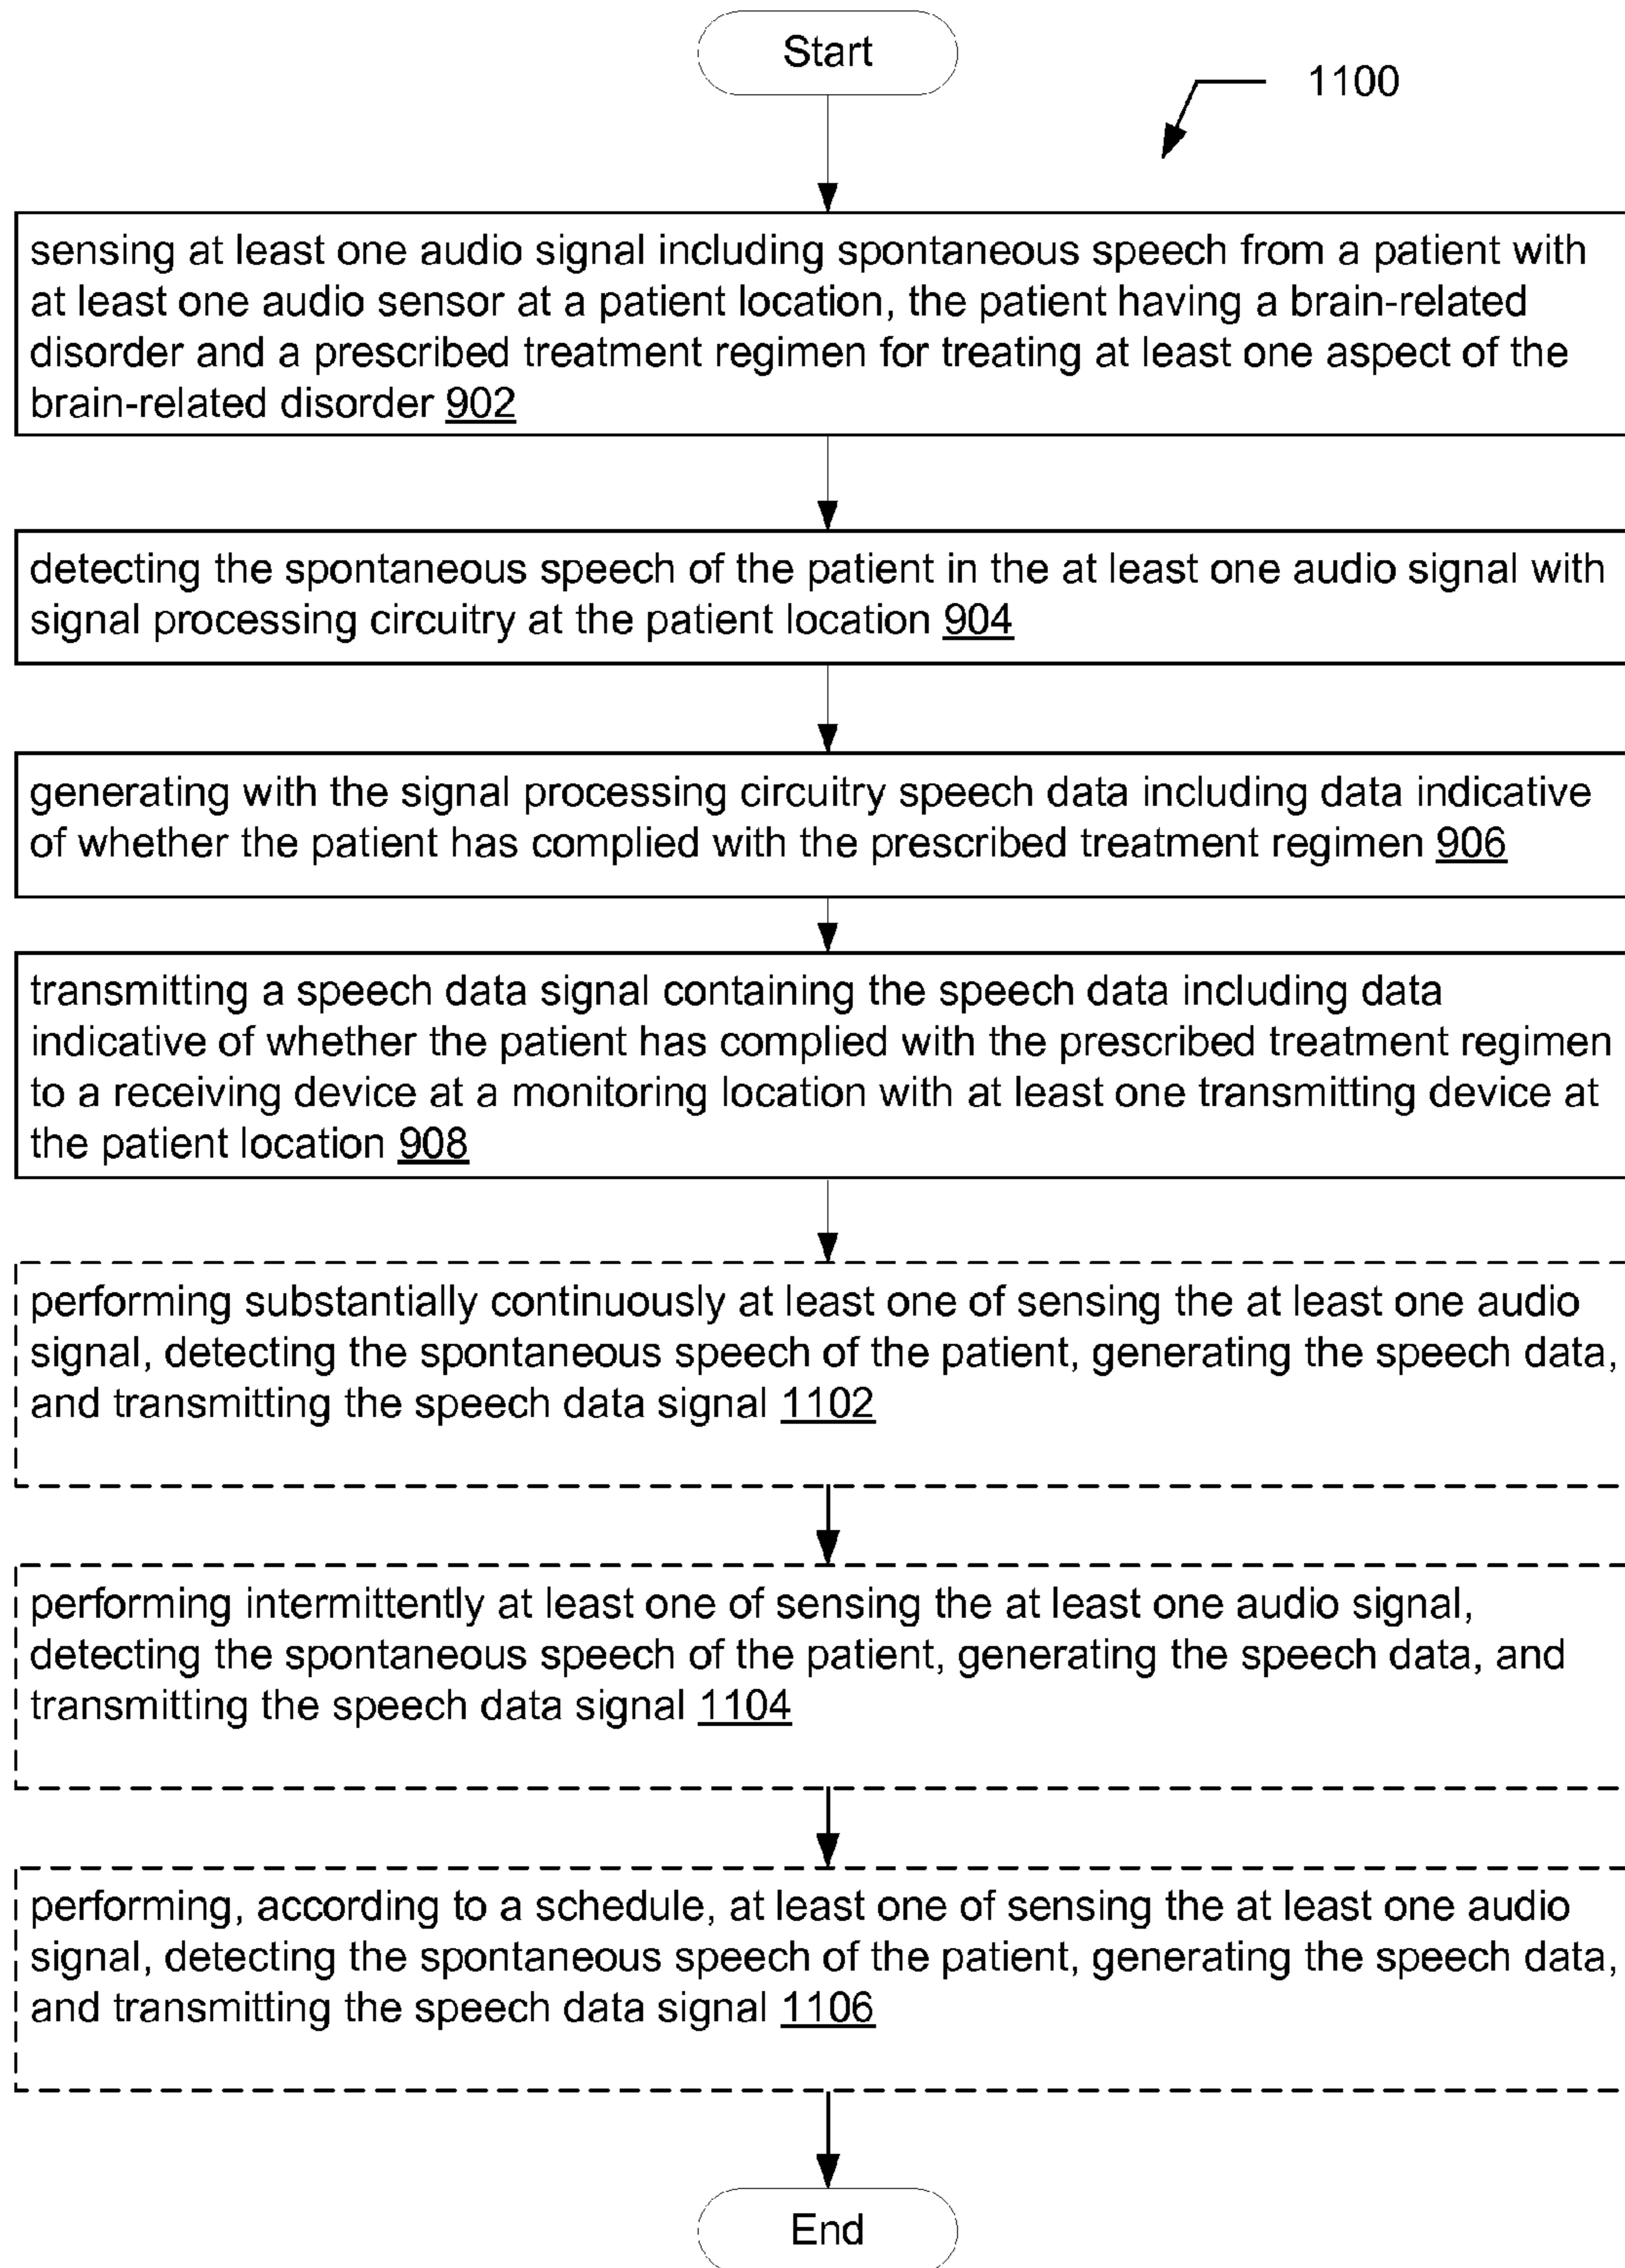 Start
1100
sensing at least one audio signal including spontaneous speech from a patient with
at least one audio sensor at a patient location, the patient having a brain-related
disorder and a prescribed treatment regimen for treating at least one aspect of the
brain-related disorder 902
detecting the spontaneous speech of the patient in the at least one audio signal with
signal processing circuitry at the patient location 904
generating with the signal processing circuitry speech data including data indicative
of whether the patient has complied with the prescribed treatment regimen 906
transmitting a speech data signal containing the speech data including data
indicative of whether the patient has complied with the prescribed treatment regimen
to a receiving device at a monitoring location with at least one transmitting device at
the patient location 908
performing substantially continuously at least one of sensing the at least one audio
signal, detecting the spontaneous speech of the patient, generating the speech data,
and transmitting the speech data signal 1102
performing intermittently at least one of sensing the at least one audio signal,
detecting the spontaneous speech of the patient, generating the speech data, and
transmitting the speech data signal 1104
performing, according to a schedule, at least one of sensing the at least one audio
signal, detecting the spontaneous speech of the patient, generating the speech data,
and transmitting the speech data signal 1106
End